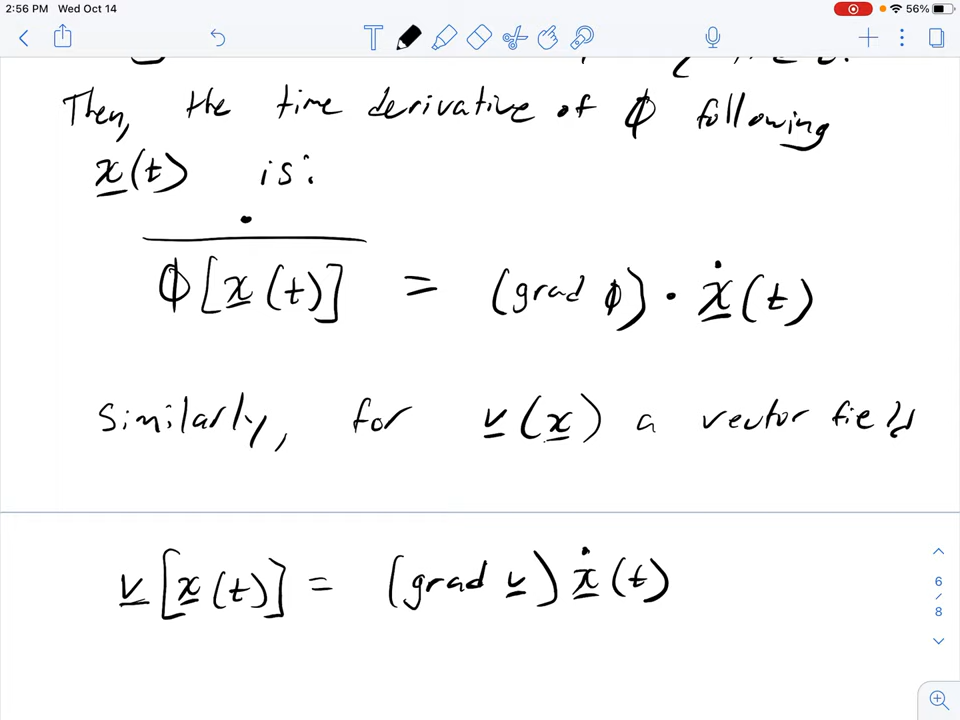 2:56 PM Wed Oct 14
56%
T
Then, the time derivative of ϕ following
x(t) is:
ϕ[x(t)]˙ = (grad ϕ) · ẋ(t)
Similarly, for v(x) a vector field
v[x(t)] = (grad v) ẋ(t)
6
/
8